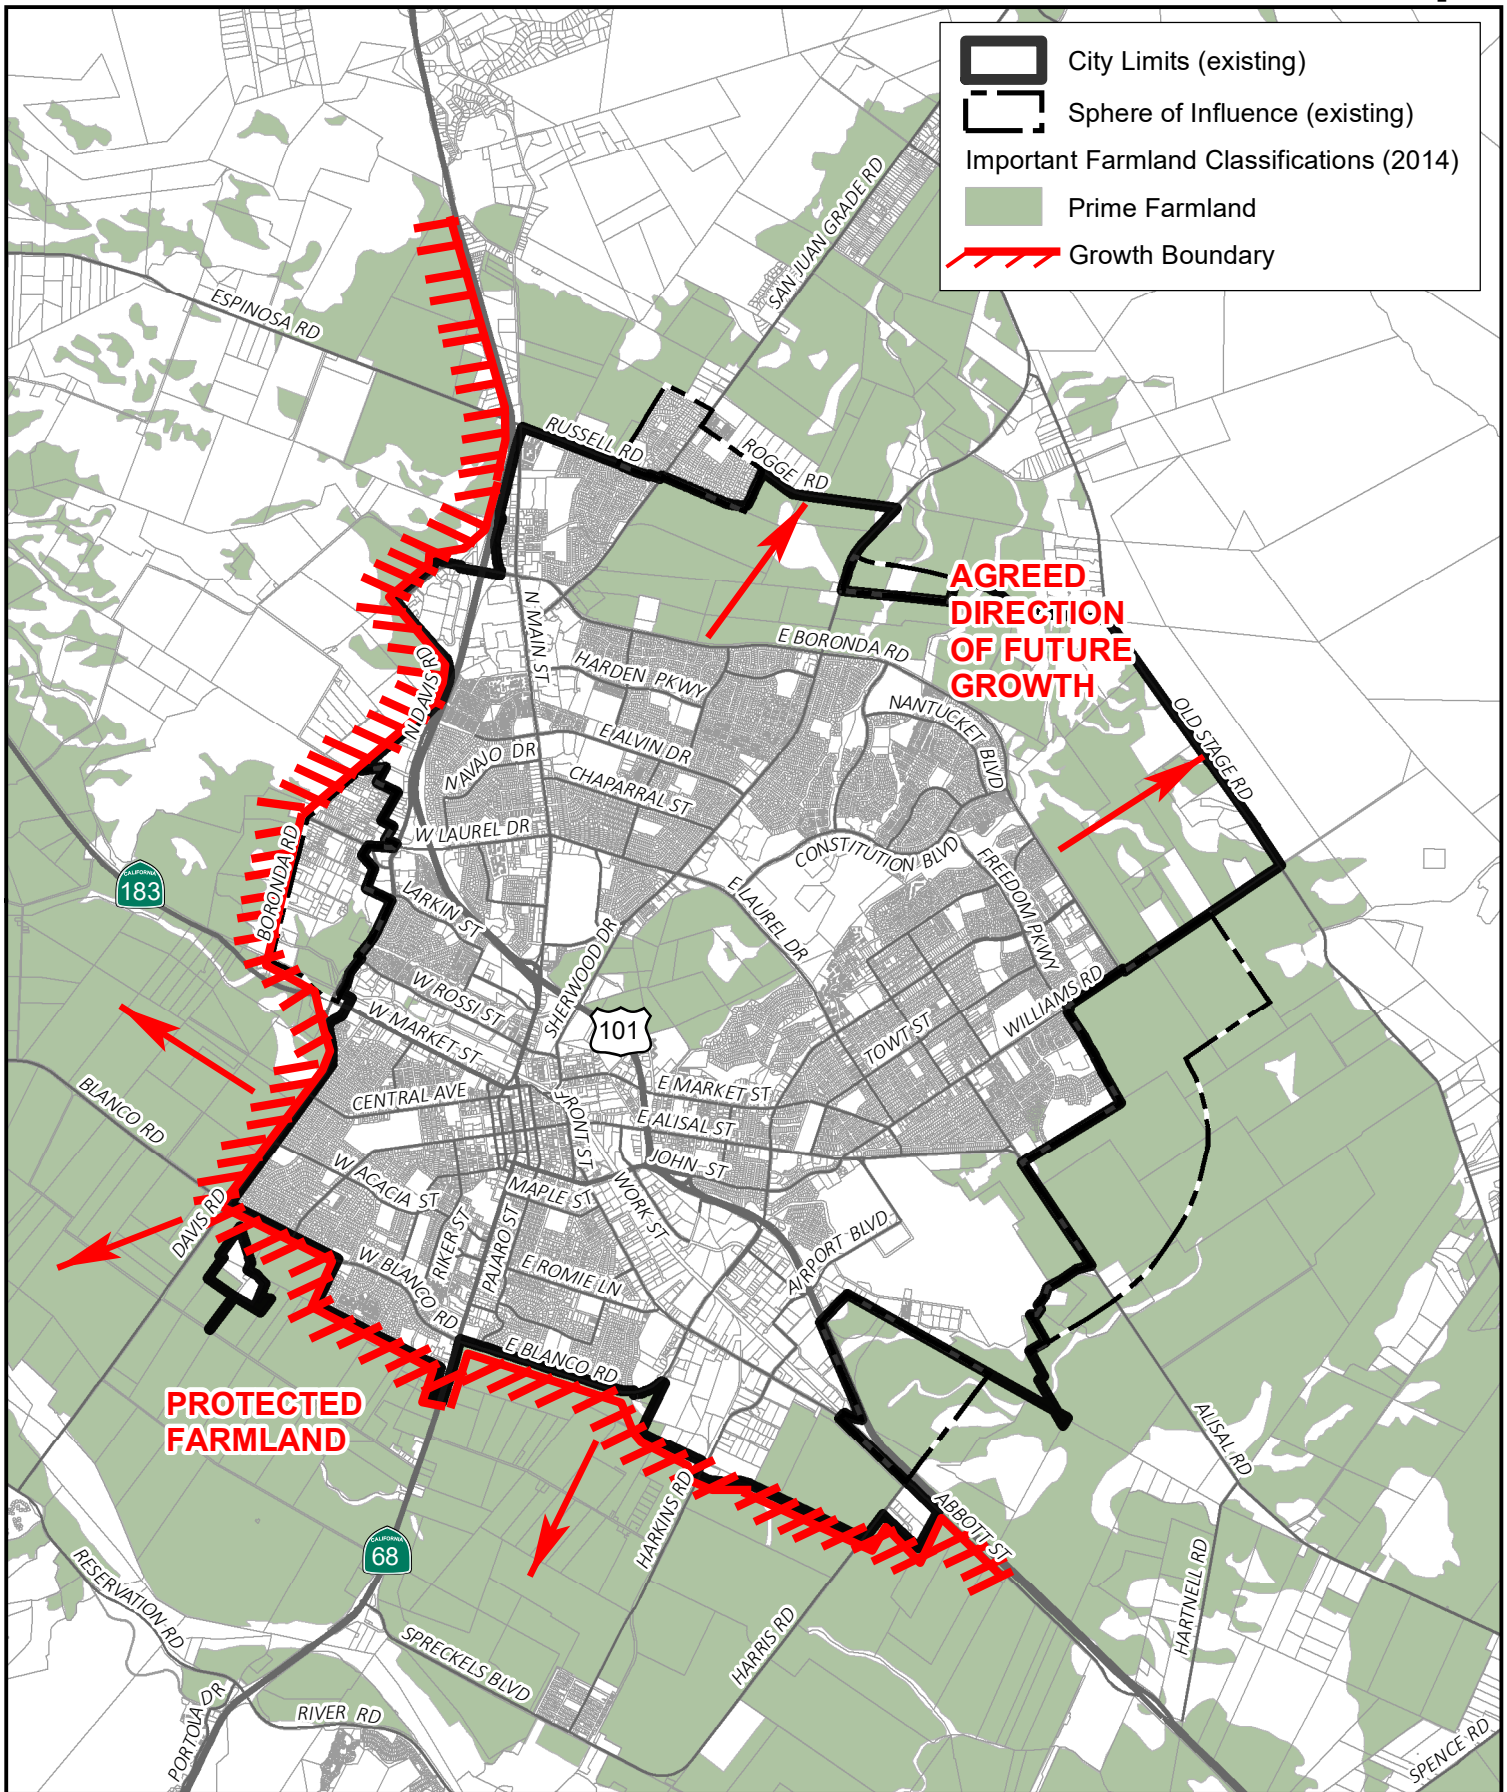 City Limits (existing)
Sphere of Influence (existing)
Important Farmland Classifications (2014)
Prime Farmland
Growth Boundary
SAN JUAN GRADE RD
ESPINOSA RD
RUSSELL RD
ROGGE RD
AGREED
DIRECTION
OF FUTURE
GROWTH
N MAIN ST
E BORONDA RD
HARDEN PKWY
N DAVIS RD
NANTUCKET BLVD
OLD STAGE RD
E ALVIN DR
NAVAJO DR
CHAPARRAL ST
W LAUREL DR
CONSTITUTION BLVD
FREEDOM PKWY
BORONDA RD
CALIFORNIA
183
LARKIN ST
E LAUREL DR
SHERWOOD DR
W ROSSI ST
WILLIAMS RD
W MARKET ST
101
TOWT ST
BLANCO RD
CENTRAL AVE
FRONT ST
E MARKET ST
E ALISAL ST
JOHN ST
W ACACIA ST
MAPLE ST
WORK ST
DAVIS RD
RIKER ST
PAJARO ST
AIRPORT BLVD
W BLANCO RD
E ROMIE LN
E BLANCO RD
PROTECTED
FARMLAND
ALISAL RD
HARKINS RD
ABBOTT ST
CALIFORNIA
68
RESERVATION RD
HARTNELL RD
SPRECKELS BLVD
HARRIS RD
PORTOLA DR
RIVER RD
SPENCE RD